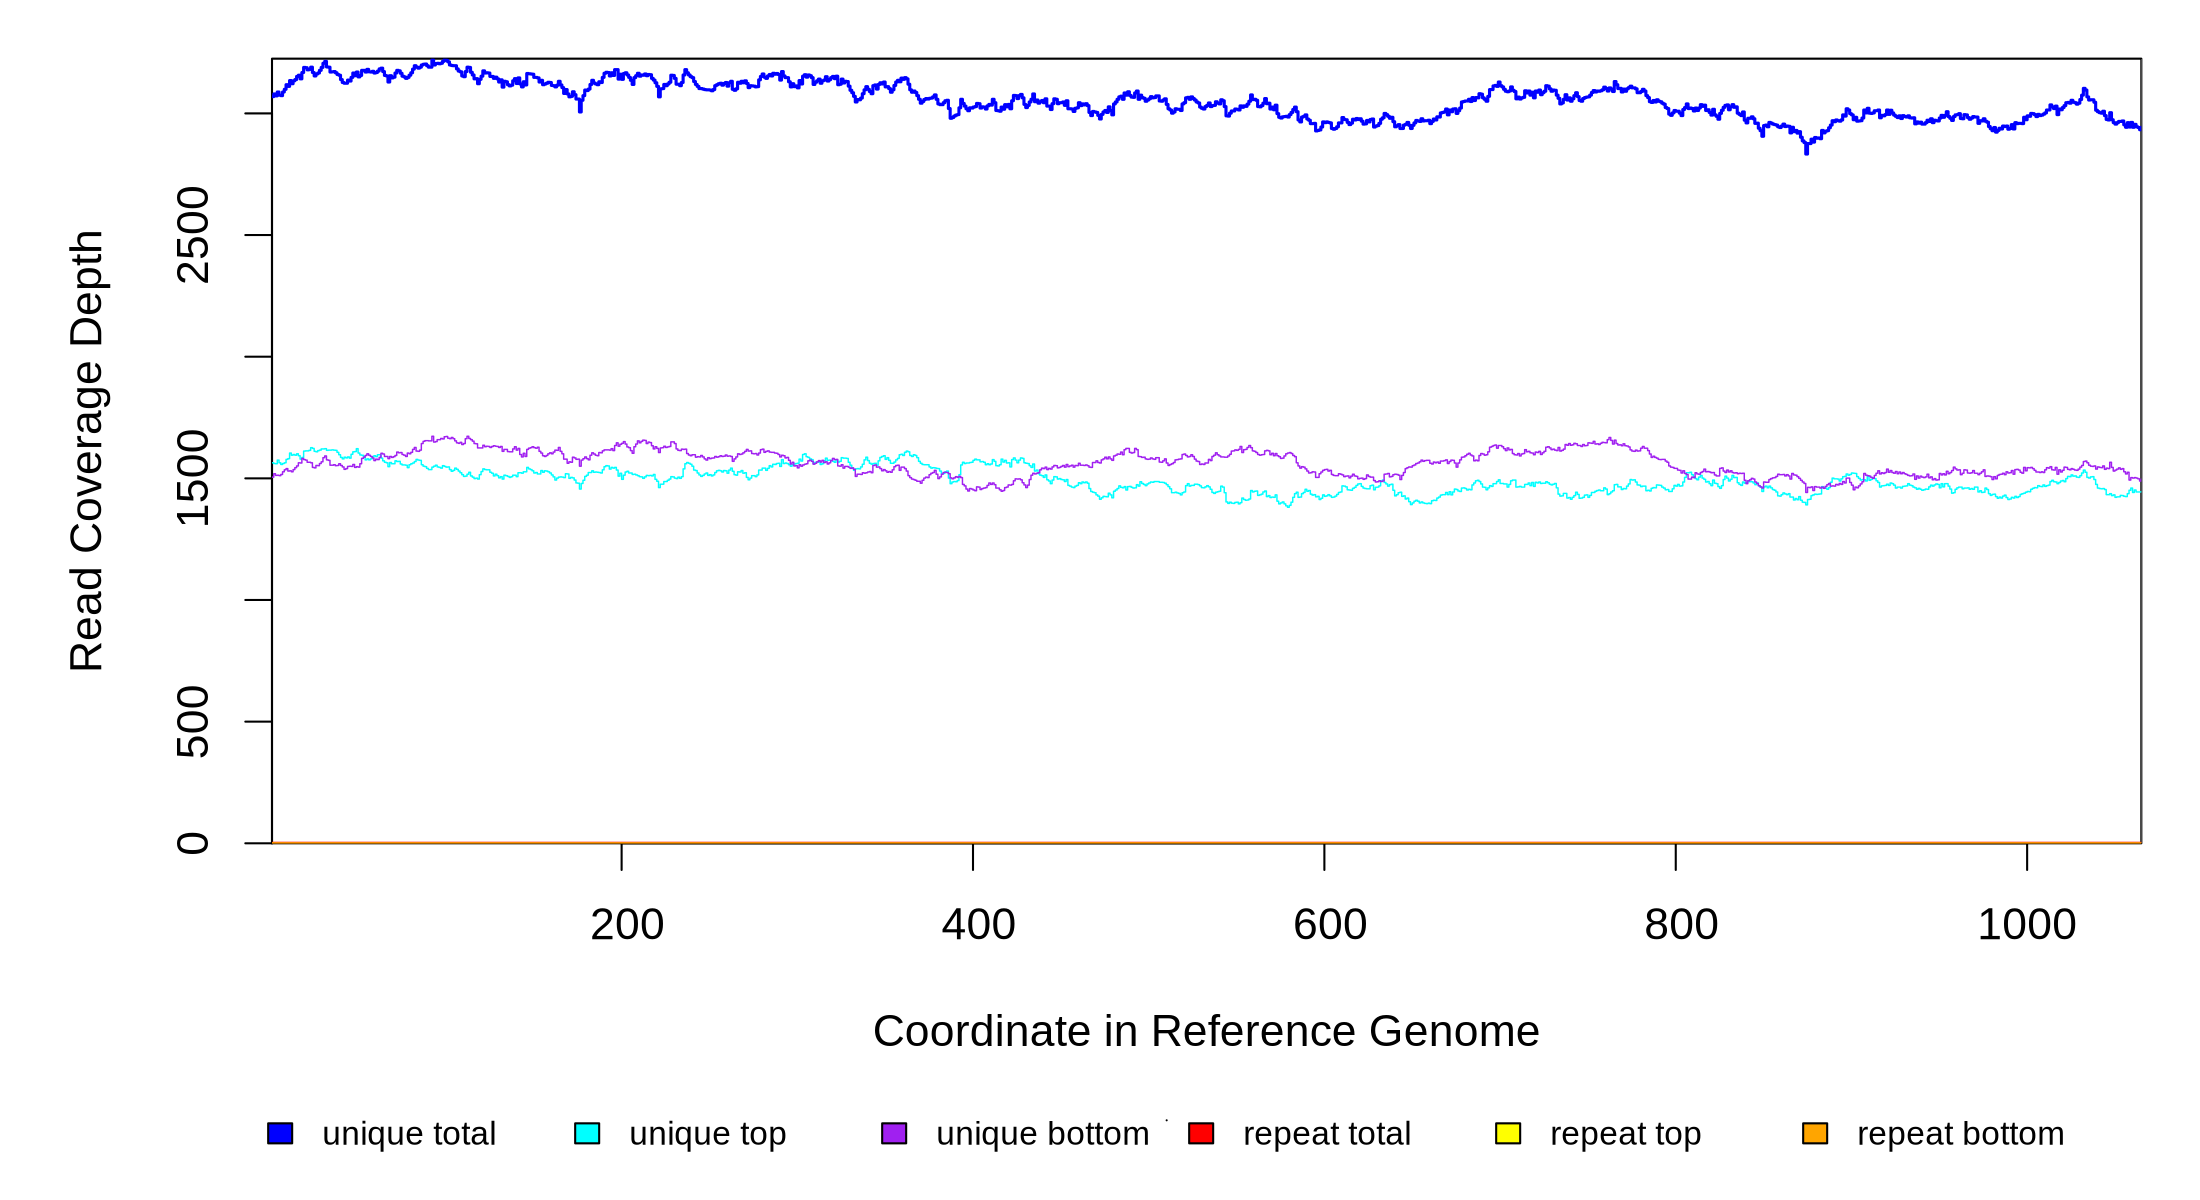 Read Coverage Depth
2500
1500
500
0
200 400 600 800 1000
Coordinate in Reference Genome
unique total unique top unique bottom repeat total repeat top repeat bottom